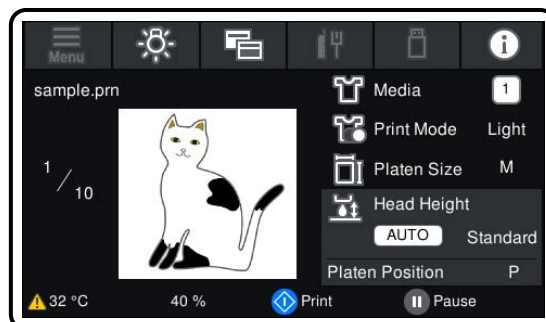 Menu
i
sample.prn
Media 1
Print Mode Light
1/10
Platen Size M
Head Height
AUTO Standard
Platen Position P
32 °C 40 % Print Pause